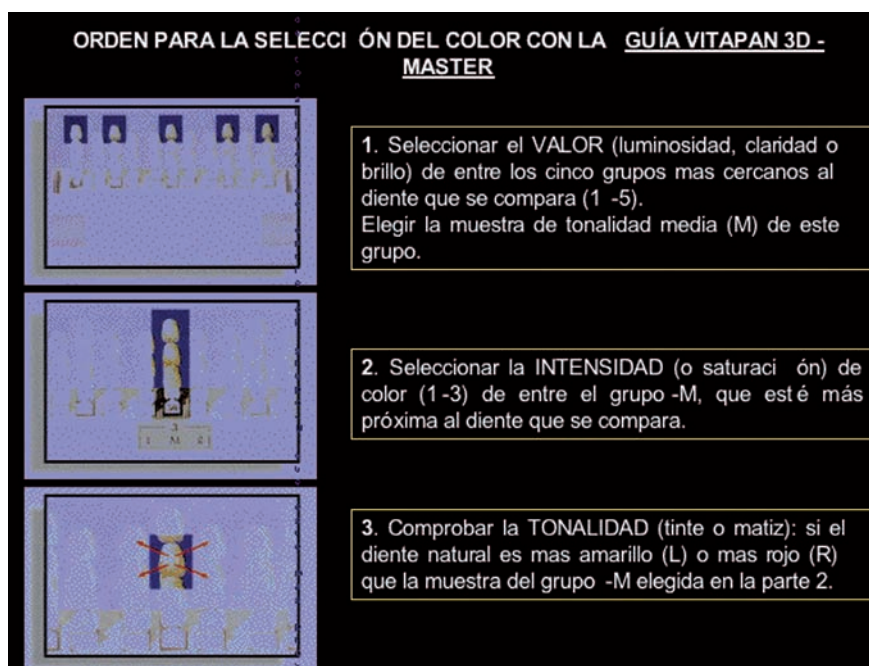 ORDEN PARA LA SELECCI ÓN DEL COLOR CON LA GUÍA VITAPAN 3D -
MASTER
1. Seleccionar el VALOR (luminosidad, claridad o
brillo) de entre los cinco grupos mas cercanos al
diente que se compara (1 -5).
Elegir la muestra de tonalidad media (M) de este
grupo.
2. Seleccionar la INTENSIDAD (o saturaci ón) de
color (1 -3) de entre el grupo -M, que est é más
próxima al diente que se compara.
3
1 M 2
3. Comprobar la TONALIDAD (tinte o matiz): si el
diente natural es mas amarillo (L) o mas rojo (R)
que la muestra del grupo -M elegida en la parte 2.